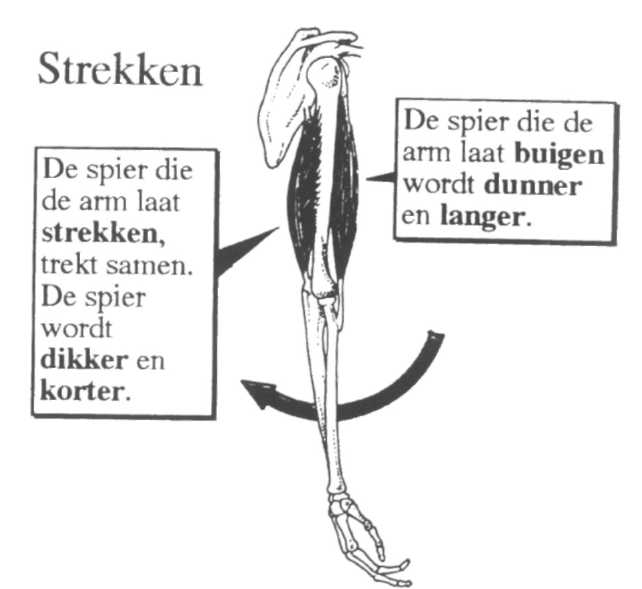 Strekken
De spier die
de arm laat
strekken,
trekt samen.
De spier
wordt
dikker en
korter.
De spier die de
arm laat buigen
wordt dunner
en langer.